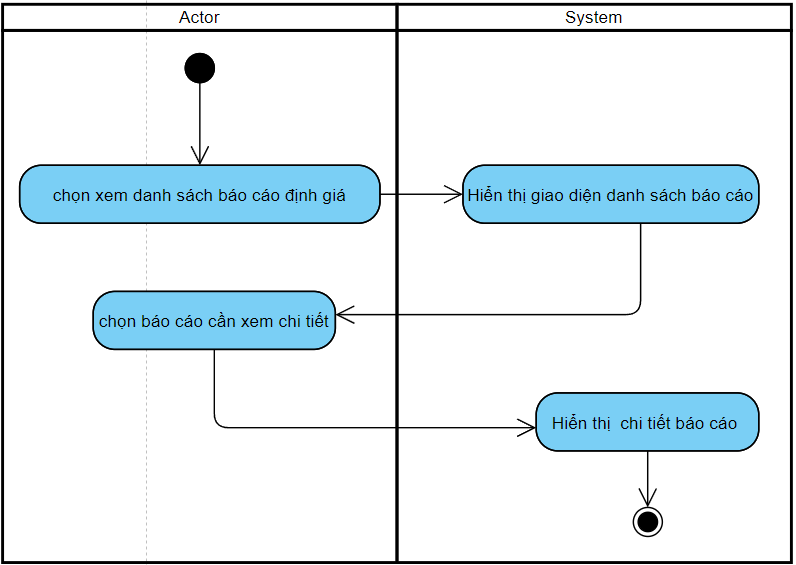 Actor
System
chọn xem danh sách báo cáo định giá
Hiển thị giao diện danh sách báo cáo
chọn báo cáo cần xem chi tiết
Hiển thị chi tiết báo cáo